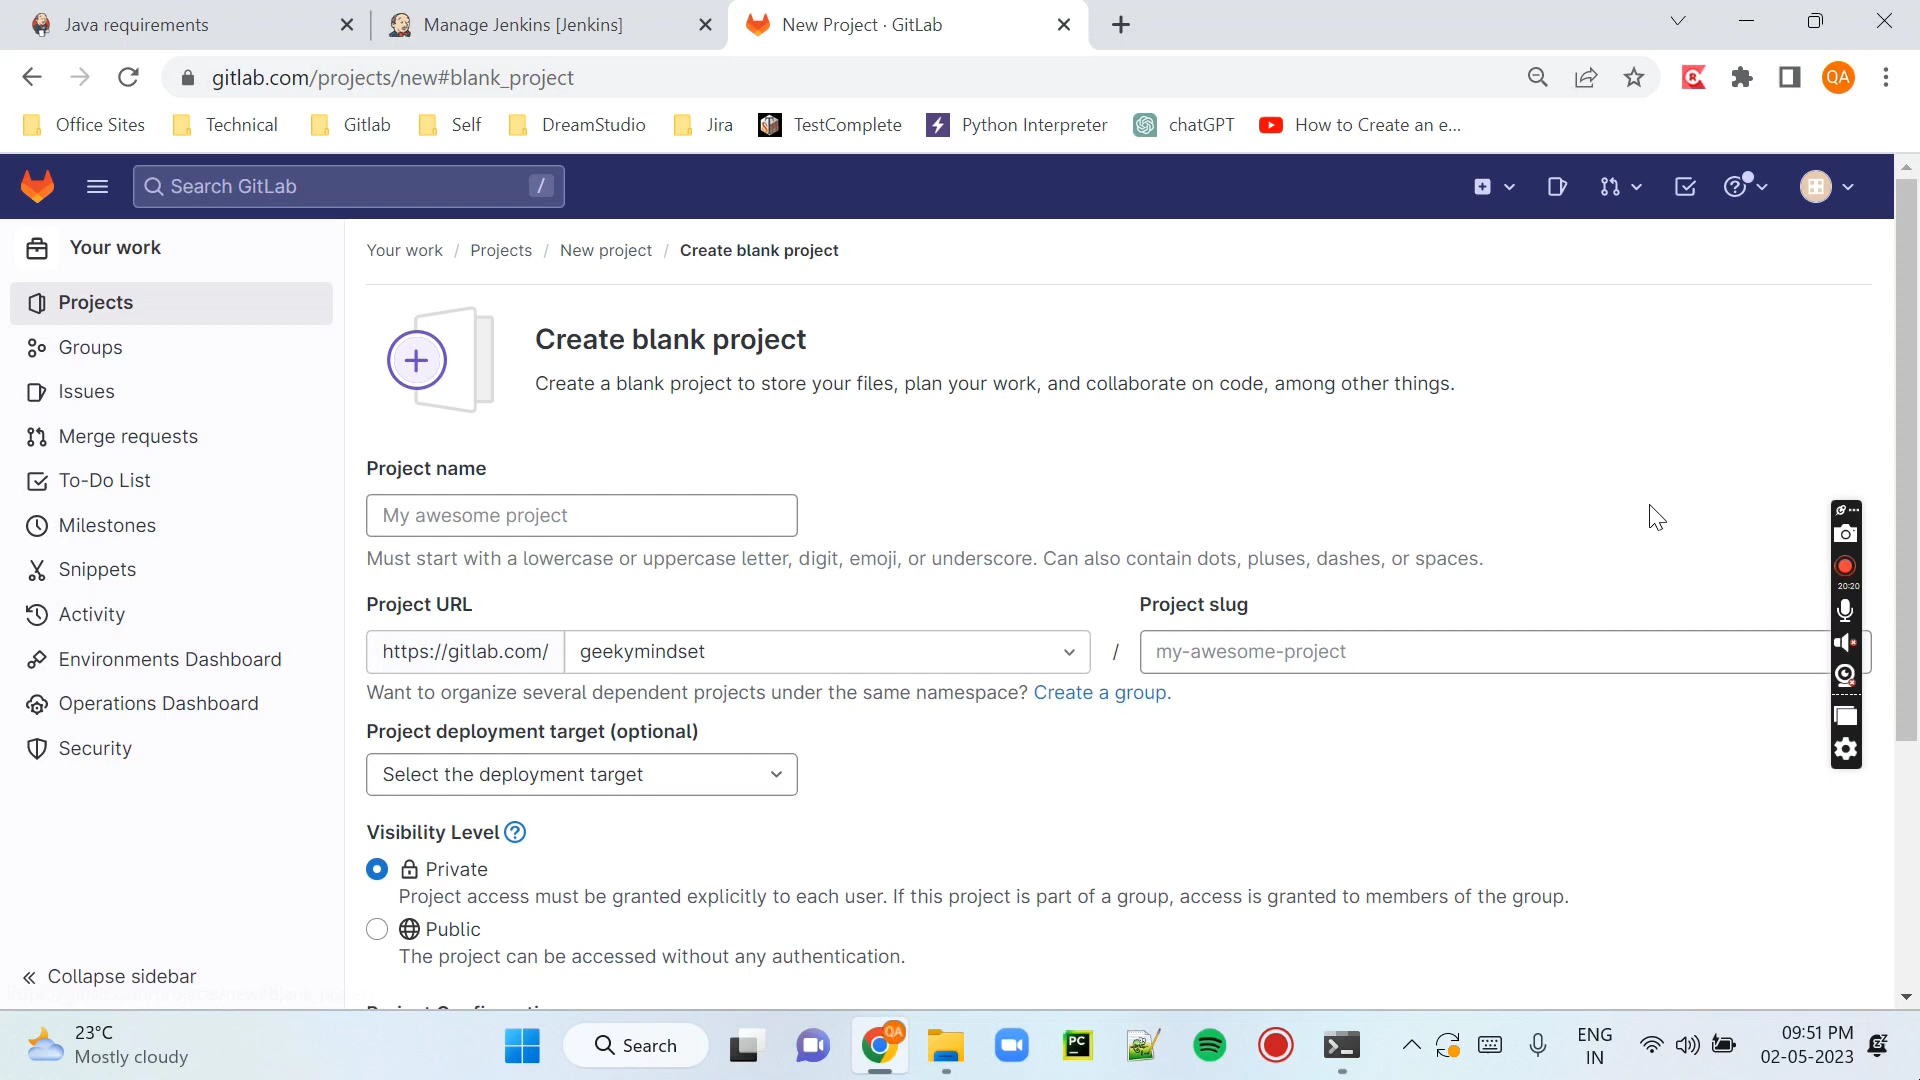 Java requirements
Manage Jenkins [Jenkins]
New Project · GitLab
gitlab.com/projects/new#blank_project
QA
Office Sites
Technical
Gitlab
Self
DreamStudio
Jira
TestComplete
Python Interpreter
chatGPT
How to Create an e...
Search GitLab
/
Your work
Your work / Projects / New project / Create blank project
Projects
Groups
Issues
Merge requests
To-Do List
Milestones
Snippets
Activity
Environments Dashboard
Operations Dashboard
Security
Collapse sidebar
Create blank project
Create a blank project to store your files, plan your work, and collaborate on code, among other things.
Project name
My awesome project
Must start with a lowercase or uppercase letter, digit, emoji, or underscore. Can also contain dots, pluses, dashes, or spaces.
Project URL
Project slug
https://gitlab.com/
geekymindset
/
my-awesome-project
Want to organize several dependent projects under the same namespace? Create a group.
Project deployment target (optional)
Select the deployment target
Visibility Level
Private
Project access must be granted explicitly to each user. If this project is part of a group, access is granted to members of the group.
Public
The project can be accessed without any authentication.
20:20
23°C
Mostly cloudy
Search
QA
PC
ENG
IN
09:51 PM
02-05-2023